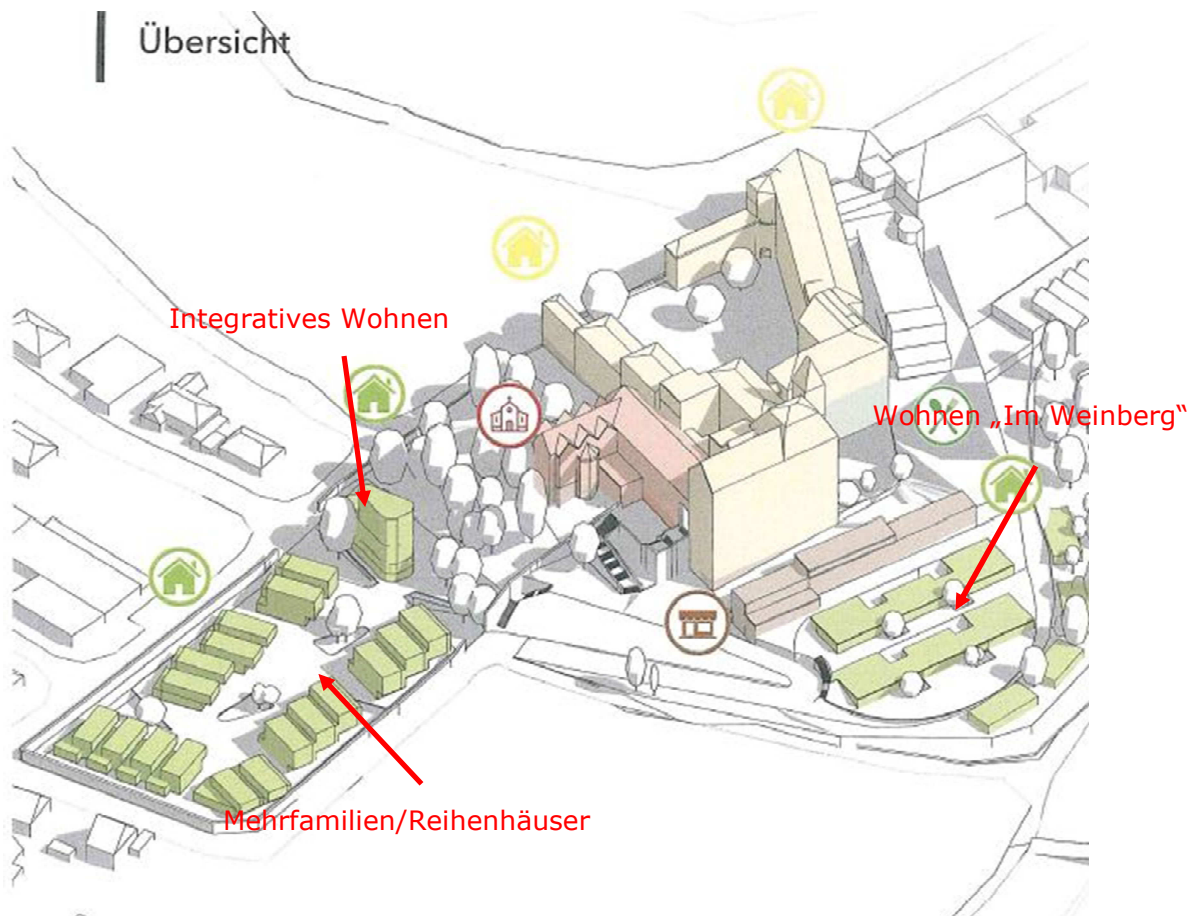 Übersicht
Integratives Wohnen
Wohnen „Im Weinberg“
Mehrfamilien/Reihenhäuser